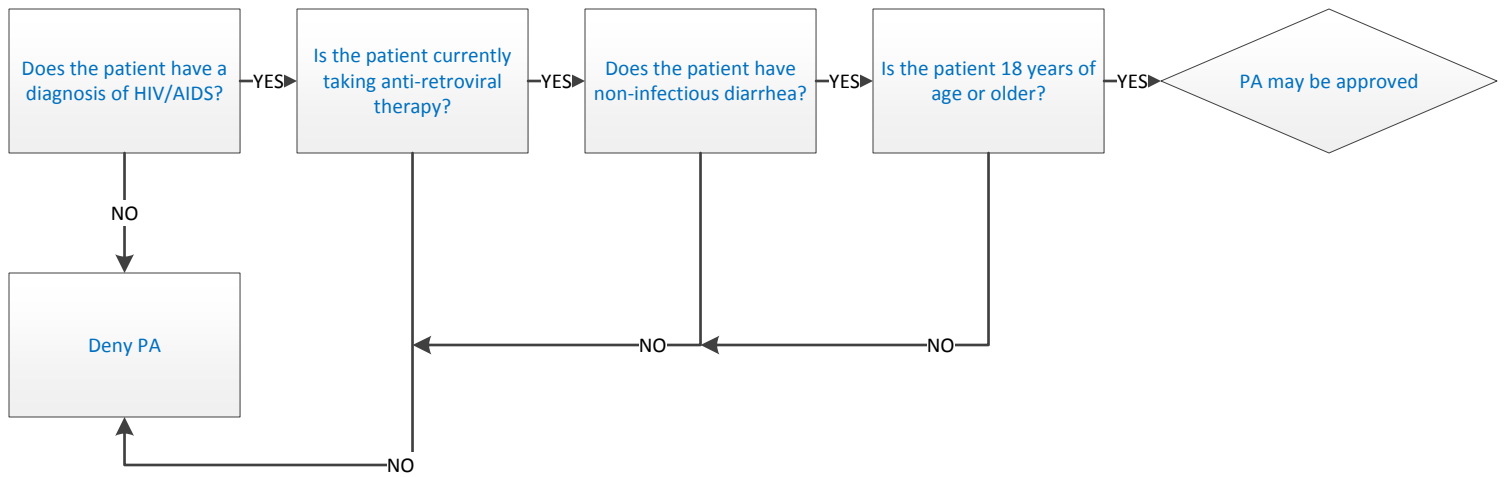 Does the patient have a
diagnosis of HIV/AIDS?
YES
Is the patient currently
taking anti-retroviral
therapy?
YES
Does the patient have
non-infectious diarrhea?
YES
Is the patient 18 years of
age or older?
YES
PA may be approved
NO
Deny PA
NO
NO
NO